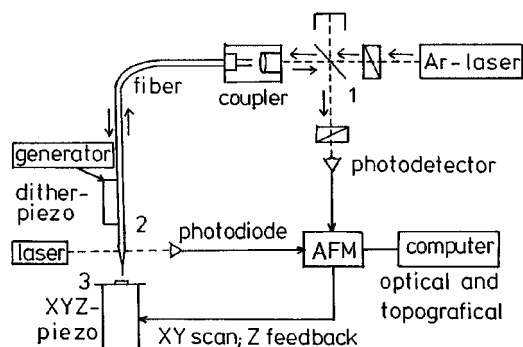 Ar-laser
1
coupler
fiber
generator
dither-
piezo
2
photodetector
laser
photodiode
AFM
computer
optical and
topografical
3
XYZ-
piezo
XY scan; Z feedback